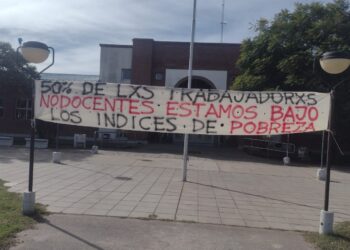 50% DE LXS TRABAJADORXS
NODOCENTES ESTAMOS BAJO
LOS INDICES DE POBREZA